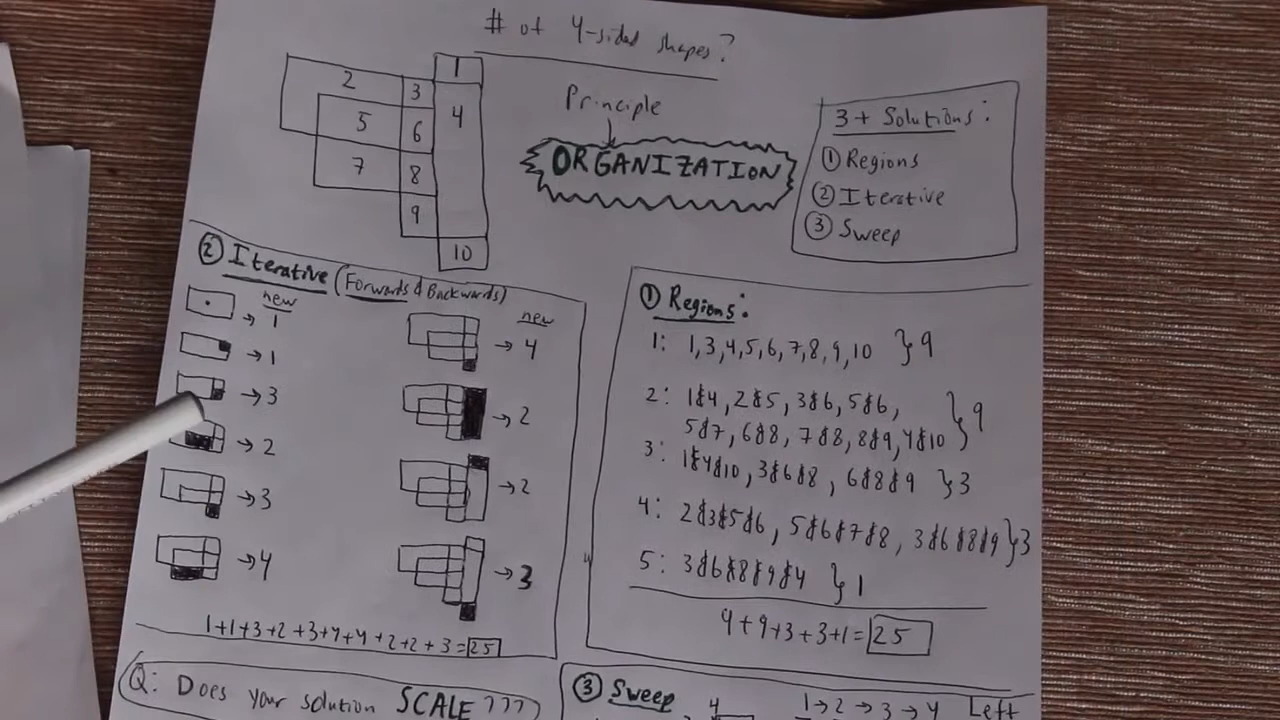 # of 4-sided shapes?
1
2
3
4
5
6
7
8
9
10
Principle
ORGANIZATION
3+ Solutions:
① Regions
② Iterative
③ Sweep
② Iterative (Forwards & Backwards)
new
→ 1
→ 1
→ 3
→ 2
→ 3
→ 4
new
→ 4
→ 2
→ 2
→ 3
1+1+3+2+3+4+4+2+2+3=25
① Regions:
1: 1,3,4,5,6,7,8,9,10 } 9
2: 1&4, 2&5, 3&6, 5&6,
5&7, 6&8, 7&8, 8&9, 4&10 } 9
3: 1&4&10, 3&6&8, 6&8&9 } 3
4: 2&3&5&6, 5&6&7&8, 3&6&8&9 } 3
5: 3&6&8&9&4 } 1
9+9+3+3+1=25
Q: Does your solution SCALE???
③ Sweep
4
1→2→3→4 Left